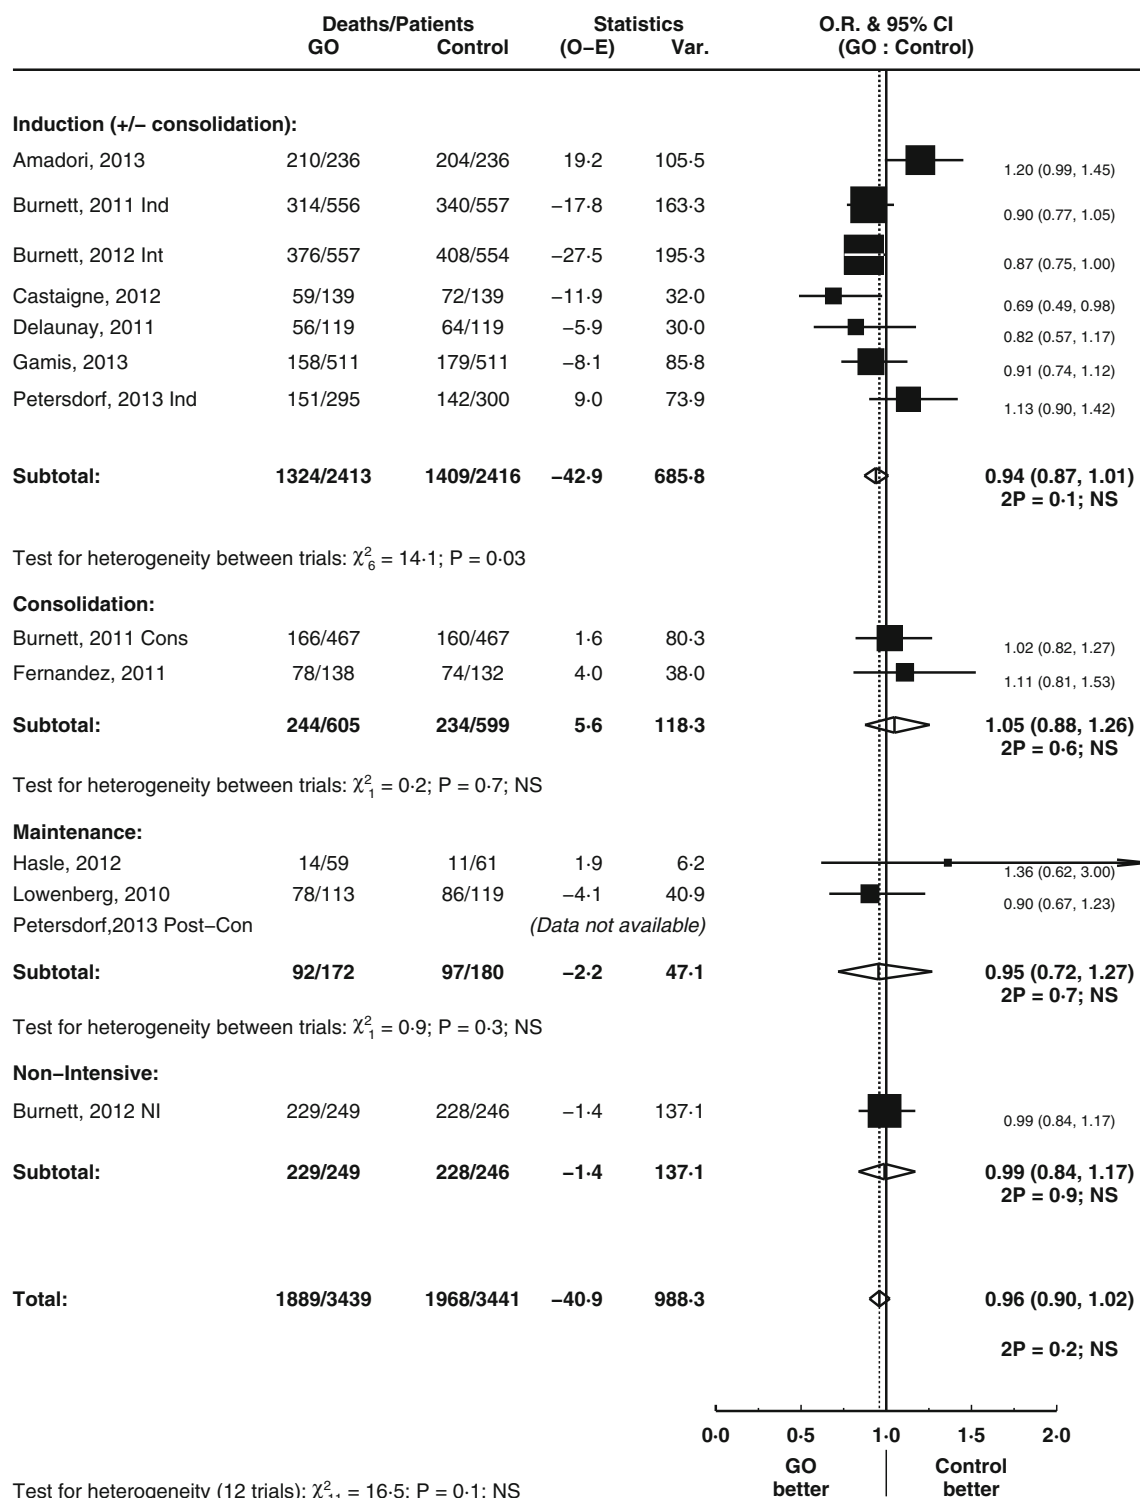 Deaths/Patients Statistics O.R. & 95% CI
GO Control (O–E) Var. (GO : Control)
Induction (+/– consolidation):
Amadori, 2013 210/236 204/236 19·2 105·5 1.20 (0.99, 1.45)
Burnett, 2011 Ind 314/556 340/557 –17·8 163·3 0.90 (0.77, 1.05)
Burnett, 2012 Int 376/557 408/554 –27·5 195·3 0.87 (0.75, 1.00)
Castaigne, 2012 59/139 72/139 –11·9 32·0 0.69 (0.49, 0.98)
Delaunay, 2011 56/119 64/119 –5·9 30·0 0.82 (0.57, 1.17)
Gamis, 2013 158/511 179/511 –8·1 85·8 0.91 (0.74, 1.12)
Petersdorf, 2013 Ind 151/295 142/300 9·0 73·9 1.13 (0.90, 1.42)
Subtotal: 1324/2413 1409/2416 –42·9 685·8 0.94 (0.87, 1.01)
2P = 0·1; NS
Test for heterogeneity between trials: χ²₆ = 14·1; P = 0·03
Consolidation:
Burnett, 2011 Cons 166/467 160/467 1·6 80·3 1.02 (0.82, 1.27)
Fernandez, 2011 78/138 74/132 4·0 38·0 1.11 (0.81, 1.53)
Subtotal: 244/605 234/599 5·6 118·3 1.05 (0.88, 1.26)
2P = 0·6; NS
Test for heterogeneity between trials: χ²₁ = 0·2; P = 0·7; NS
Maintenance:
Hasle, 2012 14/59 11/61 1·9 6·2 1.36 (0.62, 3.00)
Lowenberg, 2010 78/113 86/119 –4·1 40·9 0.90 (0.67, 1.23)
Petersdorf,2013 Post–Con (Data not available)
Subtotal: 92/172 97/180 –2·2 47·1 0.95 (0.72, 1.27)
2P = 0·7; NS
Test for heterogeneity between trials: χ²₁ = 0·9; P = 0·3; NS
Non–Intensive:
Burnett, 2012 NI 229/249 228/246 –1·4 137·1 0.99 (0.84, 1.17)
Subtotal: 229/249 228/246 –1·4 137·1 0.99 (0.84, 1.17)
2P = 0·9; NS
Total: 1889/3439 1968/3441 –40·9 988·3 0.96 (0.90, 1.02)
2P = 0·2; NS
0·0 0·5 1·0 1·5 2·0
GO Control
better better
Test for heterogeneity (12 trials): χ²₁₁ = 16·5; P = 0·1; NS